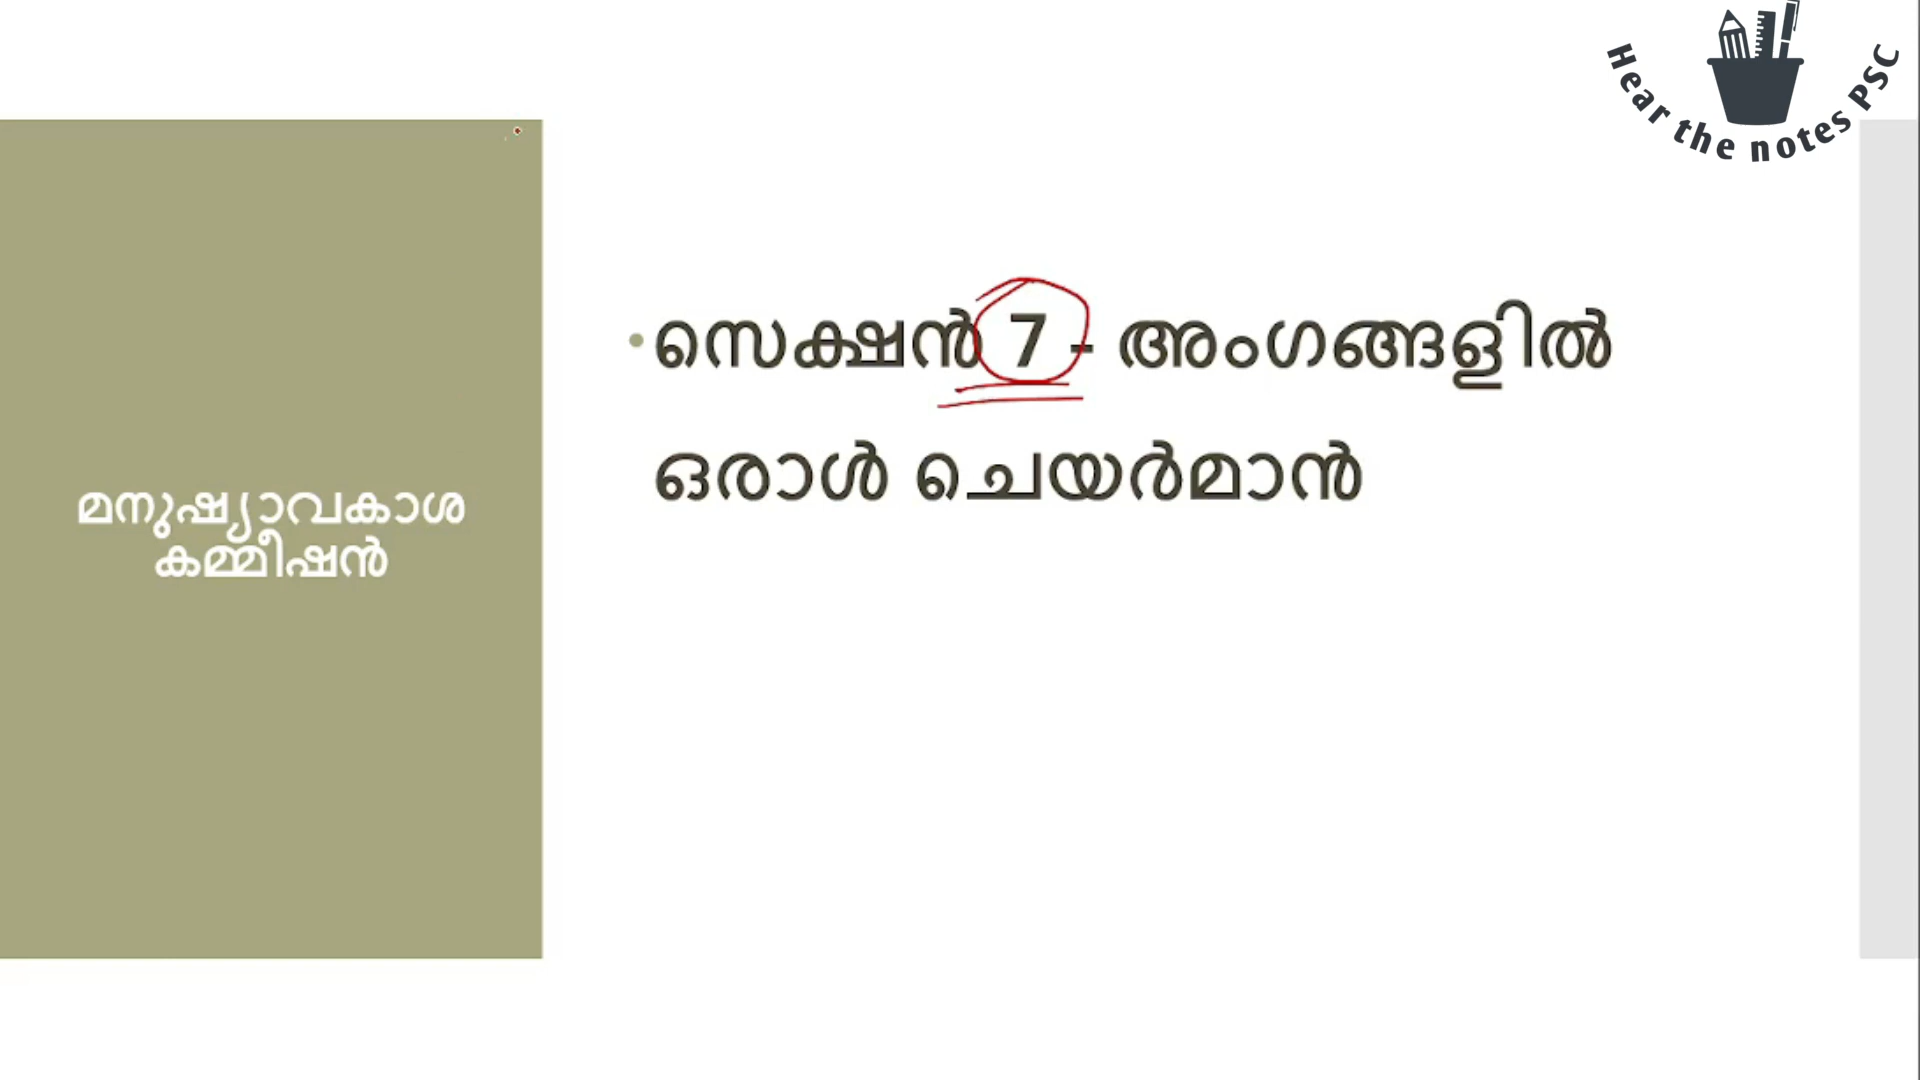 Hear the notes PSC
സെക്ഷൻ 7 - അംഗങ്ങളിൽ
ഒരാൾ ചെയർമാൻ
മനുഷ്യാവകാശ
കമ്മീഷൻ